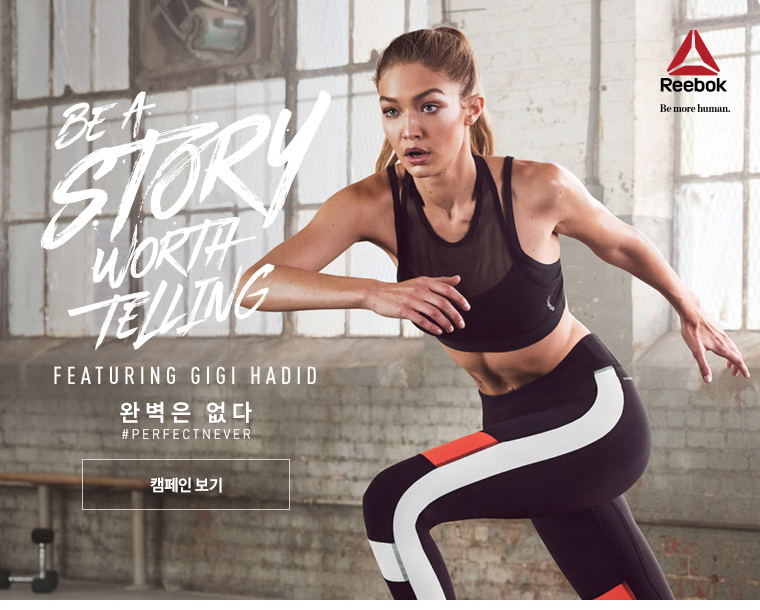 BE A
STORY
WORTH
TELLING
FEATURING GIGI HADID
완벽은 없다
#PERFECTNEVER
캠페인 보기
Reebok
Be more human.